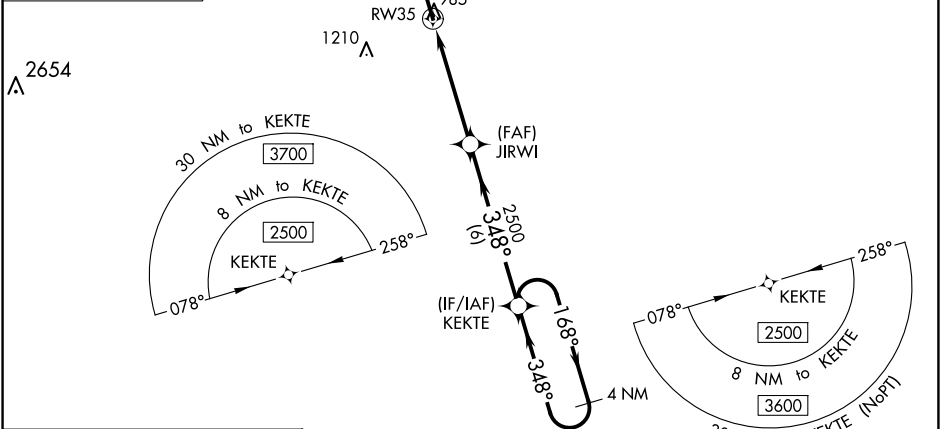 RW35
1210
2654
30 NM to KEKTE
3700
8 NM to KEKTE
2500
KEKTE
078°
258°
(FAF)
JIRWI
2500
348°
(6)
(IF/IAF)
KEKTE
168°
348°
4 NM
258°
078°
KEKTE
2500
8 NM to KEKTE
3600
KTE (NoPT)